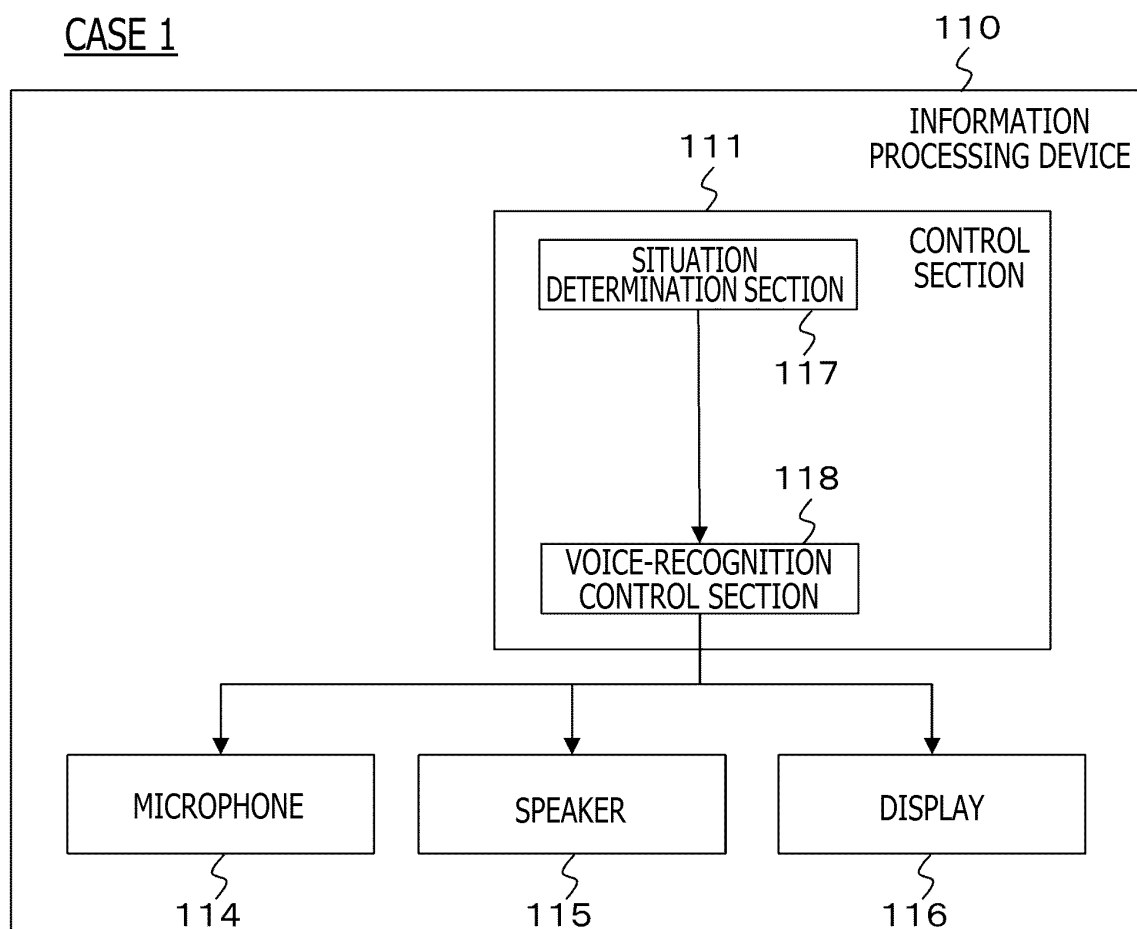 CASE 1
110
INFORMATION
PROCESSING DEVICE
111
CONTROL
SECTION
SITUATION
DETERMINATION SECTION
117
118
VOICE-RECOGNITION
CONTROL SECTION
MICROPHONE
SPEAKER
DISPLAY
114
115
116